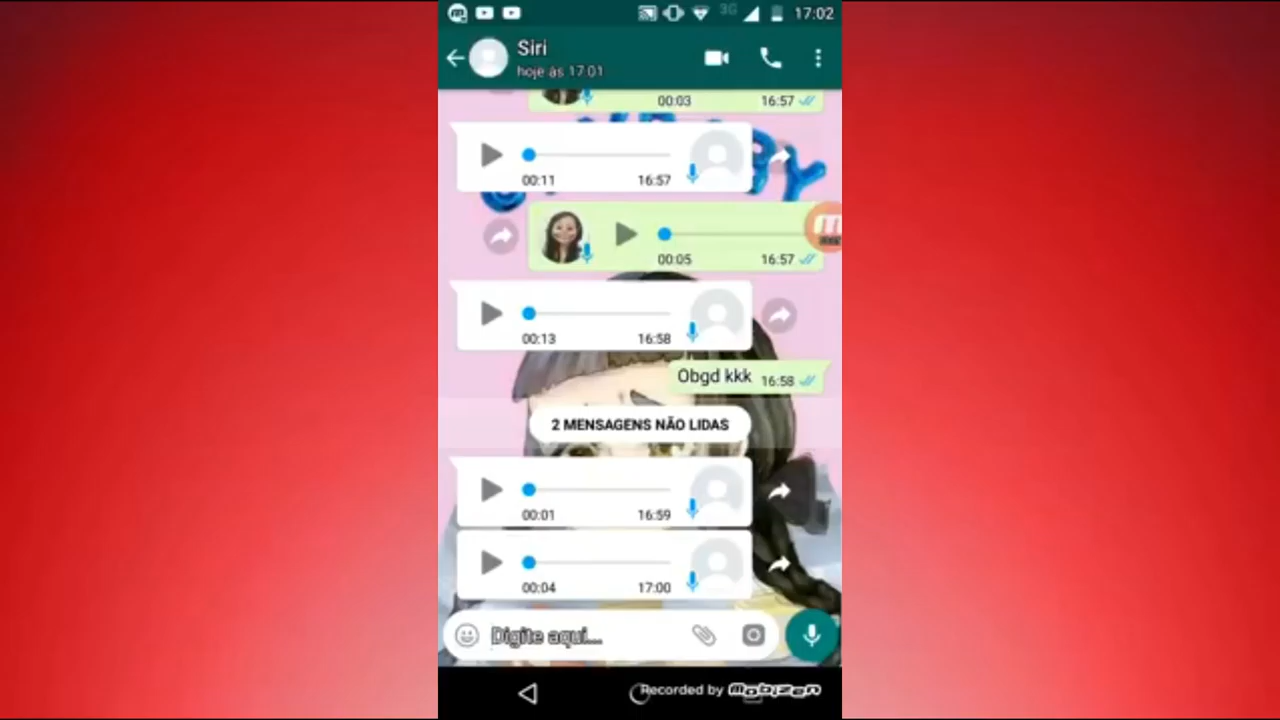 3G 17:02
Siri
hoje às 17:01
00:03 16:57
00:11 16:57
00:05 16:57
00:13 16:58
Obgd kkk 16:58
2 MENSAGENS NÃO LIDAS
00:01 16:59
00:04 17:00
Digite aqui...
Recorded by Mobizen